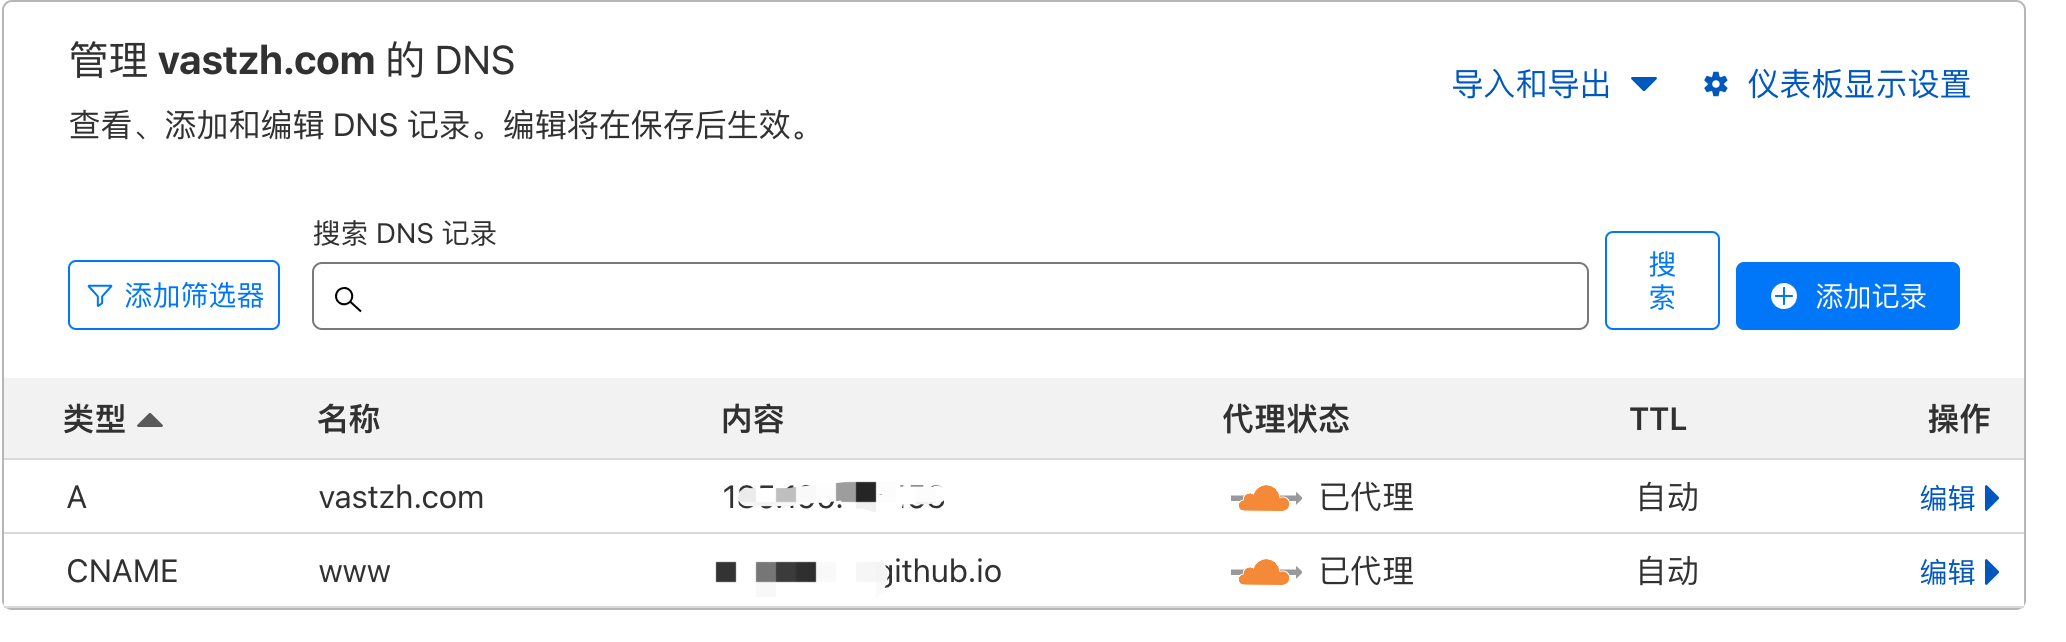 管理 vastzh.com 的 DNS
导入和导出 仪表板显示设置
查看、添加和编辑 DNS 记录。编辑将在保存后生效。
搜索 DNS 记录
添加筛选器
搜
索
添加记录
类型 名称 内容 代理状态 TTL 操作
A vastzh.com 已代理 自动 编辑
CNAME www github.io 已代理 自动 编辑